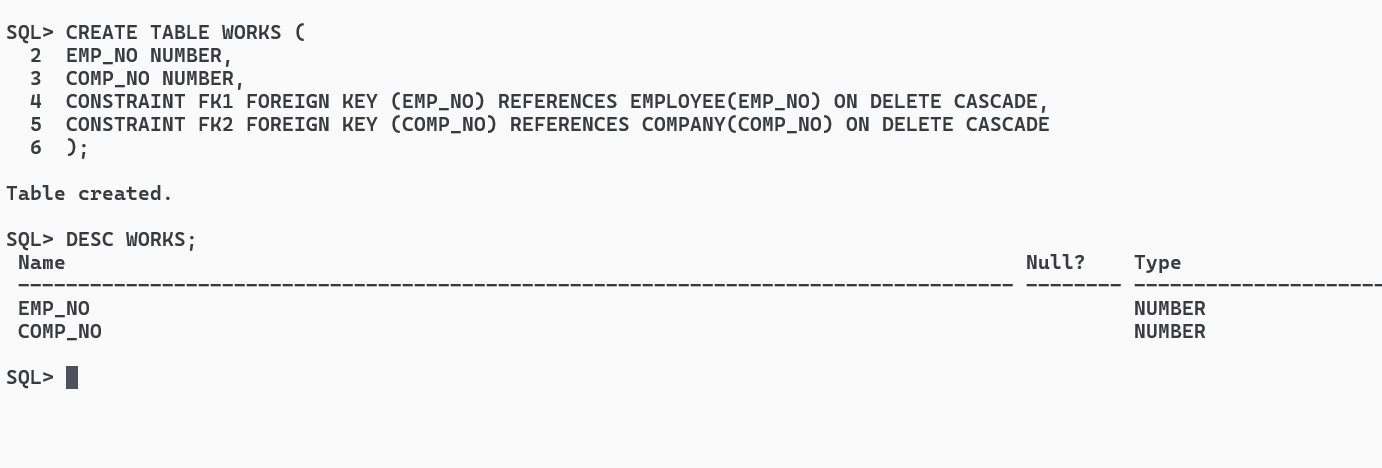 SQL> CREATE TABLE WORKS (
  2  EMP_NO NUMBER,
  3  COMP_NO NUMBER,
  4  CONSTRAINT FK1 FOREIGN KEY (EMP_NO) REFERENCES EMPLOYEE(EMP_NO) ON DELETE CASCADE,
  5  CONSTRAINT FK2 FOREIGN KEY (COMP_NO) REFERENCES COMPANY(COMP_NO) ON DELETE CASCADE
  6  );
Table created.
SQL> DESC WORKS;
 Name                                                                                Null?    Type
 ----------------------------------------------------------------------------------- -------- ---------------------
 EMP_NO                                                                                       NUMBER
 COMP_NO                                                                                      NUMBER
SQL>